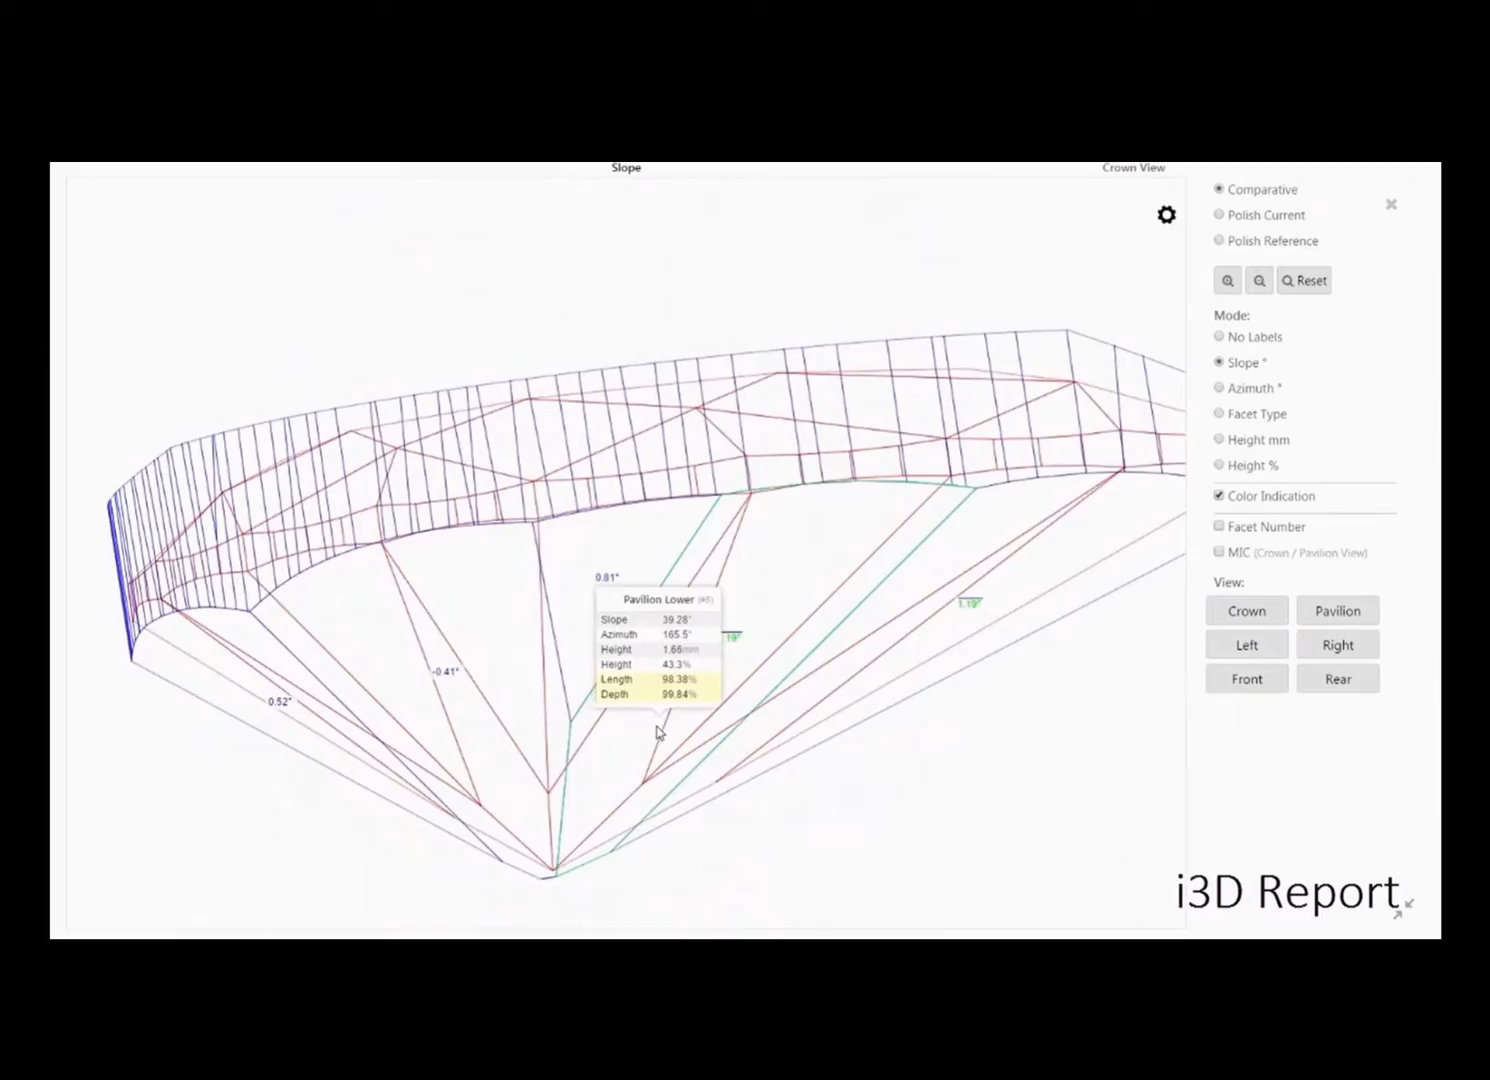 Slope
Crown View
Comparative
Polish Current
Polish Reference
Reset
Mode:
No Labels
Slope °
Azimuth °
Facet Type
Height mm
Height %
Color Indication
Facet Number
MIC (Crown / Pavilion View)
View:
Crown
Pavilion
Left
Right
Front
Rear
0.81°
Pavilion Lower (#5)
Slope 39.28°
Azimuth 165.5°
Height 1.66mm
Height 43.3%
Length 98.38%
Depth 99.84%
19°
1.19°
-0.41°
0.52°
i3D Report